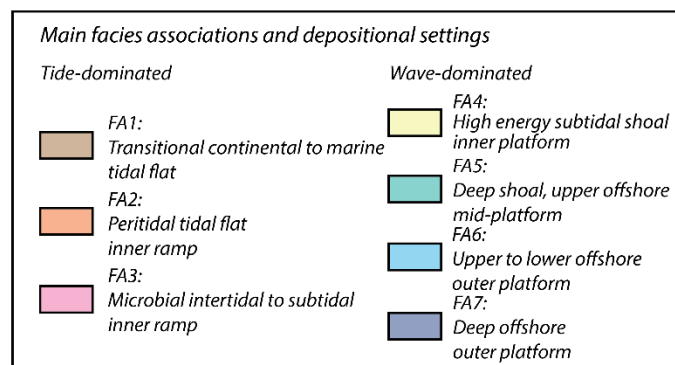 Main facies associations and depositional settings
Tide-dominated
FA1:
Transitional continental to marine
tidal flat
FA2:
Peritidal tidal flat
inner ramp
FA3:
Microbial intertidal to subtidal
inner ramp
Wave-dominated
FA4:
High energy subtidal shoal
inner platform
FA5:
Deep shoal, upper offshore
mid-platform
FA6:
Upper to lower offshore
outer platform
FA7:
Deep offshore
outer platform